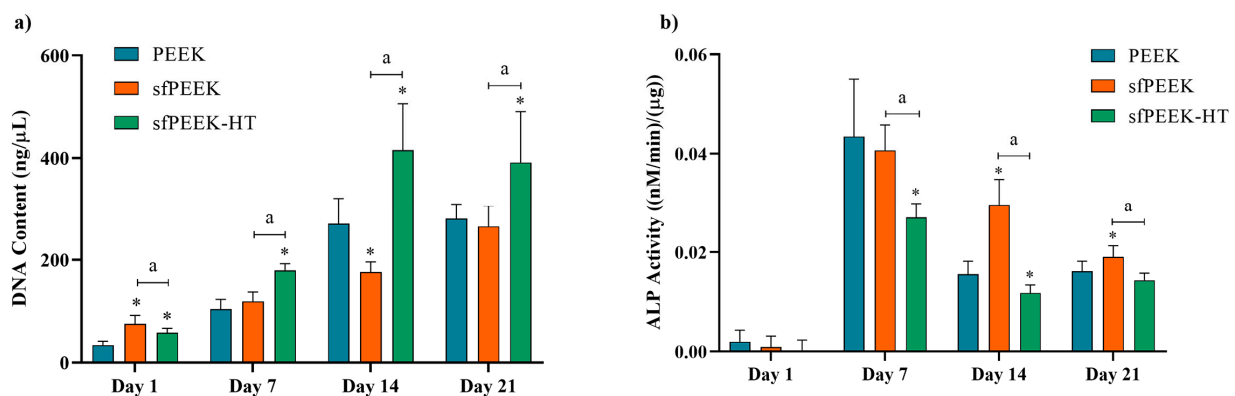 a)
DNA Content (ng/µL)
600
400
200
0
PEEK
sfPEEK
sfPEEK-HT
*
a
*
a
*
*
a
*
a
*
Day 1
Day 7
Day 14
Day 21
b)
ALP Activity ((nM/min)/(µg))
0.06
0.04
0.02
0.00
PEEK
sfPEEK
sfPEEK-HT
a
*
a
*
*
a
*
Day 1
Day 7
Day 14
Day 21